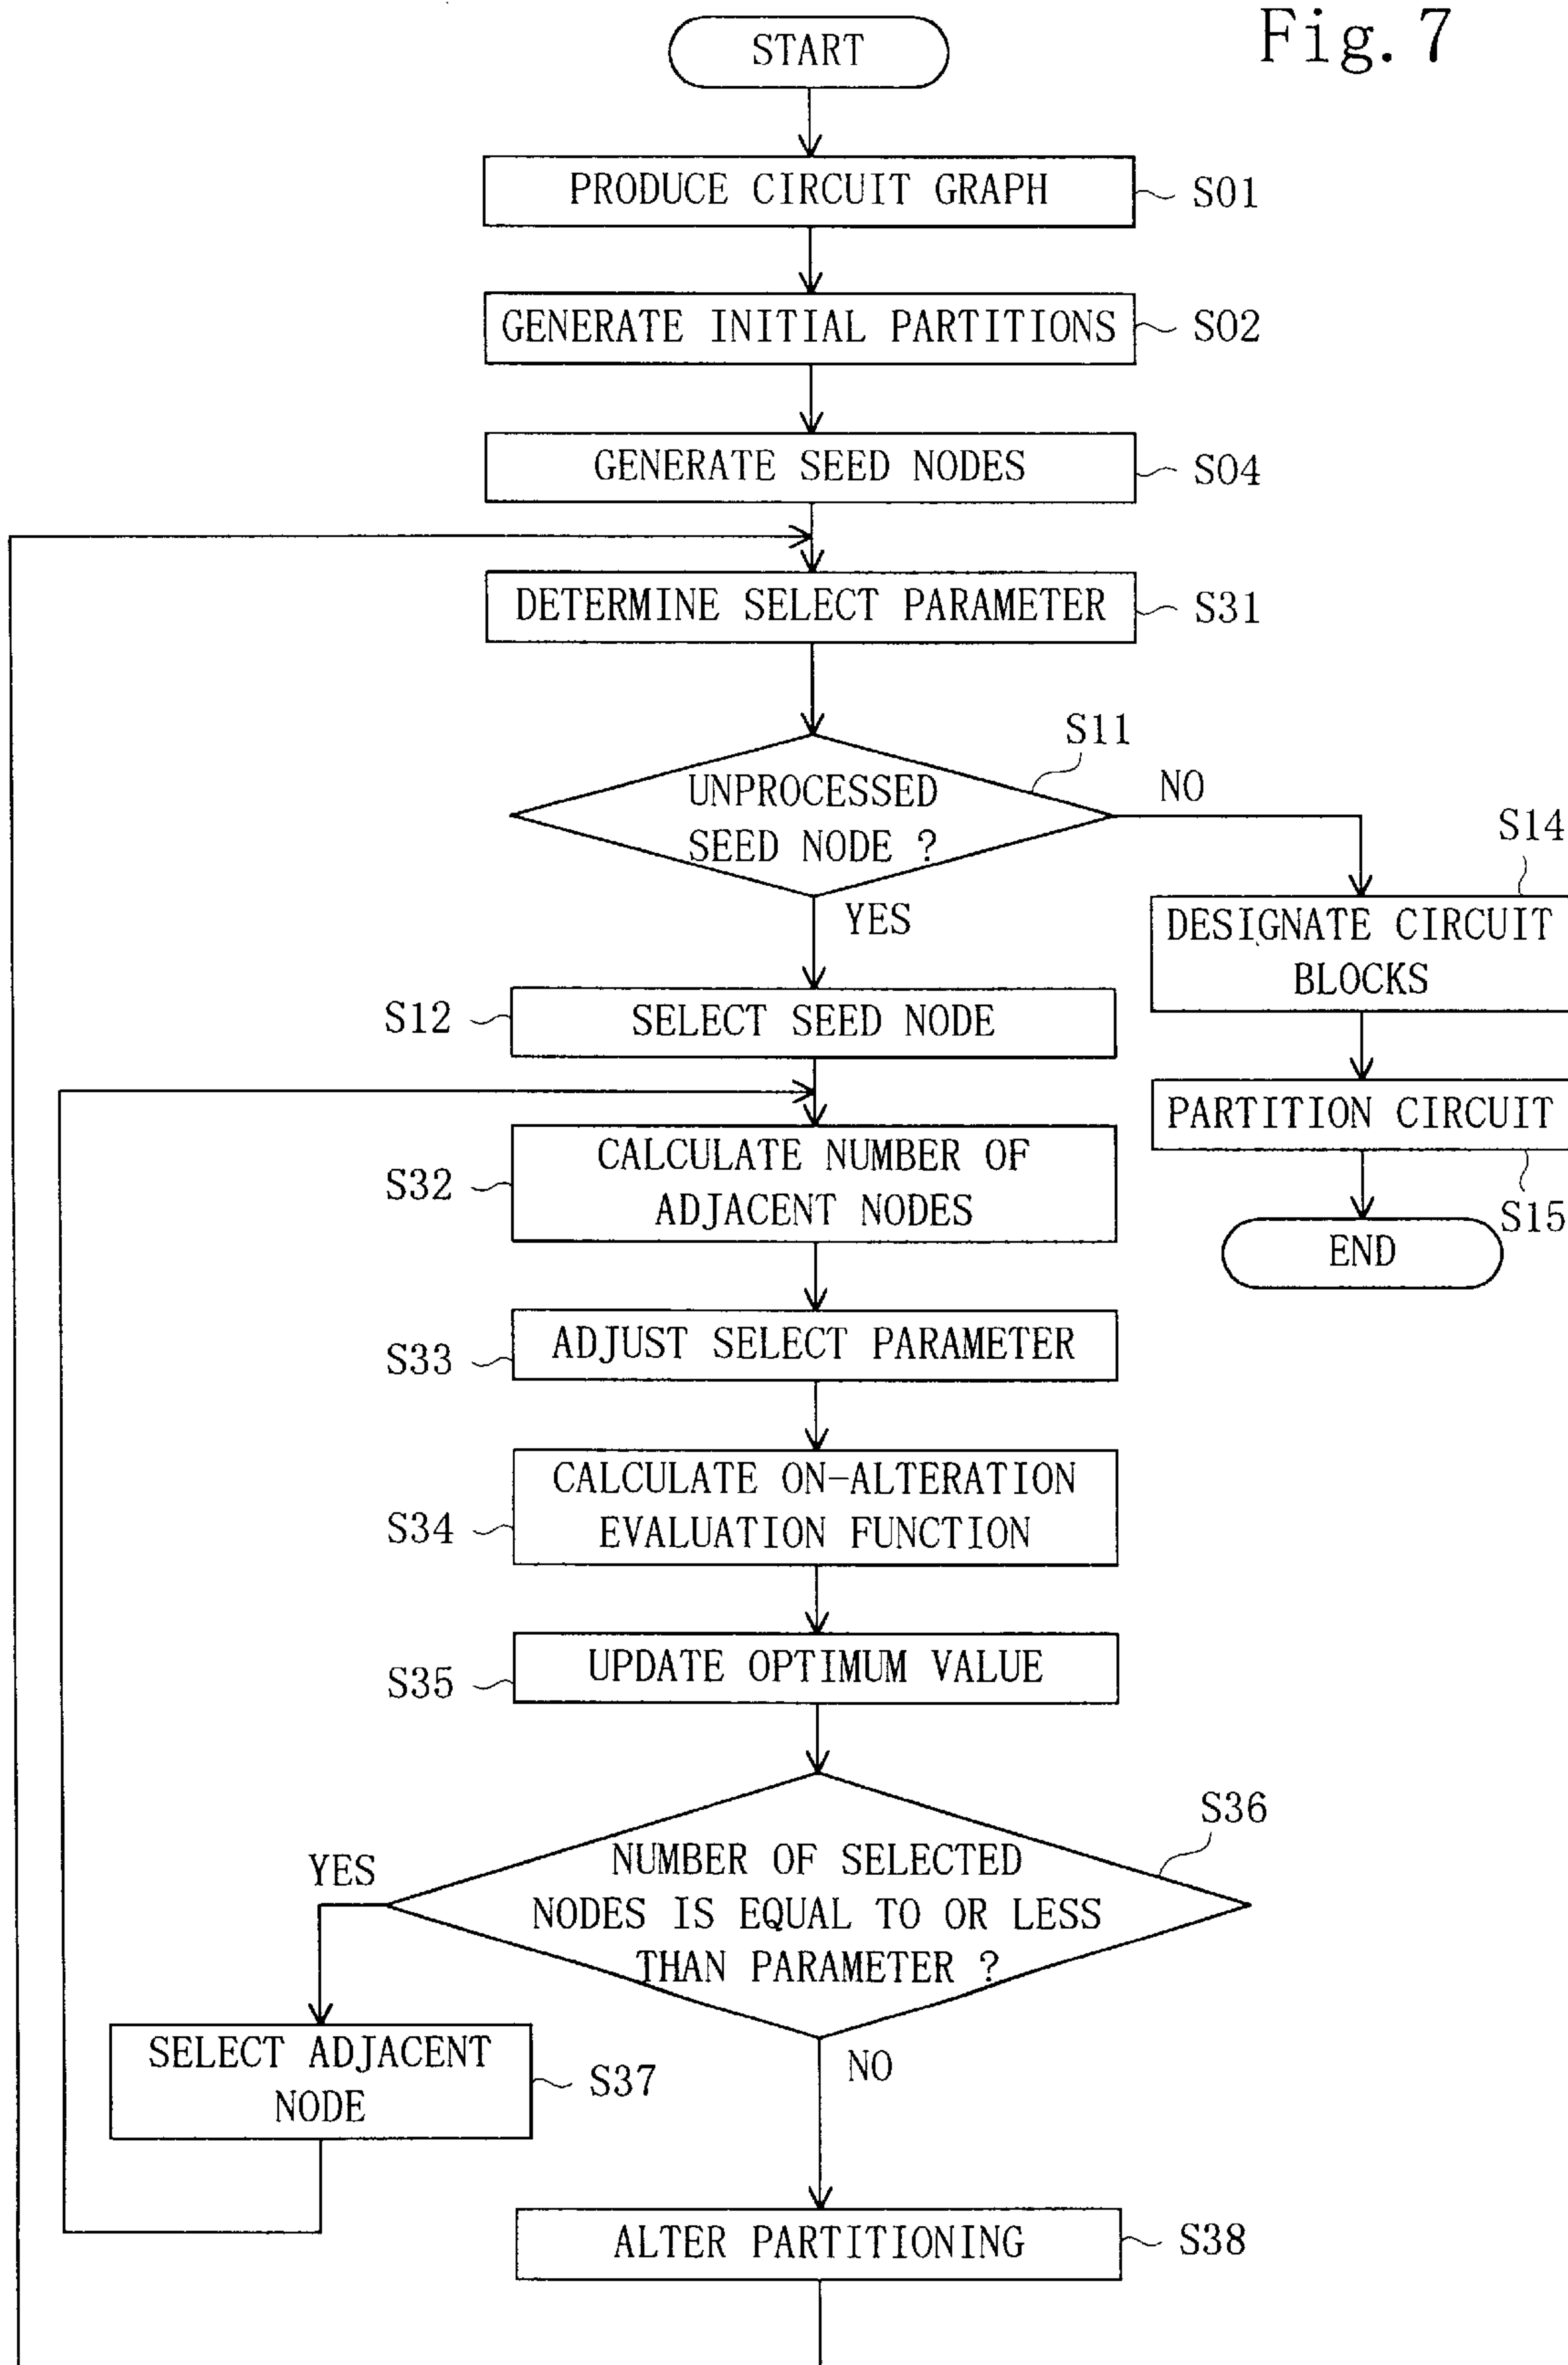 Fig. 7
START
PRODUCE CIRCUIT GRAPH
S01
GENERATE INITIAL PARTITIONS
S02
GENERATE SEED NODES
S04
DETERMINE SELECT PARAMETER
S31
S11
UNPROCESSED
SEED NODE ?
NO
YES
S14
DESIGNATE CIRCUIT
BLOCKS
S12
SELECT SEED NODE
PARTITION CIRCUIT
S15
END
S32
CALCULATE NUMBER OF
ADJACENT NODES
S33
ADJUST SELECT PARAMETER
S34
CALCULATE ON-ALTERATION
EVALUATION FUNCTION
S35
UPDATE OPTIMUM VALUE
S36
NUMBER OF SELECTED
NODES IS EQUAL TO OR LESS
THAN PARAMETER ?
YES
NO
SELECT ADJACENT
NODE
S37
ALTER PARTITIONING
S38